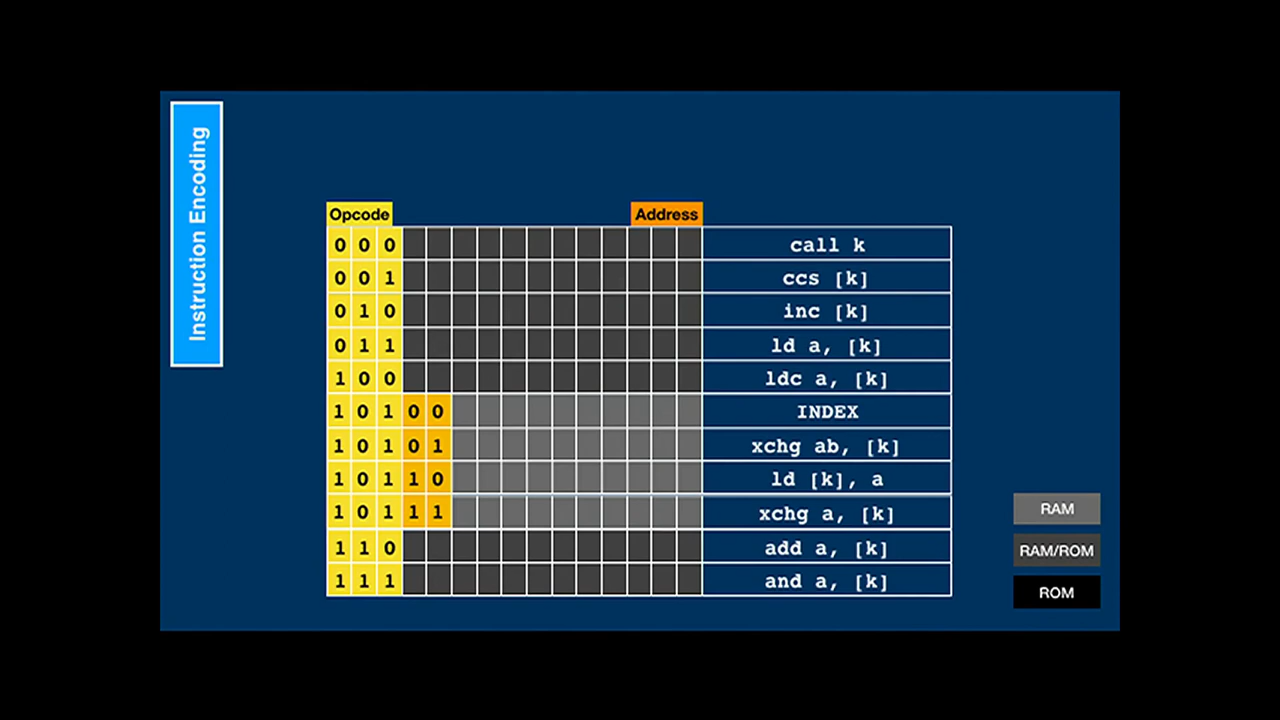 Instruction Encoding
Opcode Address
0 0 0 call k
0 0 1 ccs [k]
0 1 0 inc [k]
0 1 1 ld a, [k]
1 0 0 ldc a, [k]
1 0 1 0 0 INDEX
1 0 1 0 1 xchg ab, [k]
1 0 1 1 0 ld [k], a
1 0 1 1 1 xchg a, [k]
1 1 0 add a, [k]
1 1 1 and a, [k]
RAM
RAM/ROM
ROM